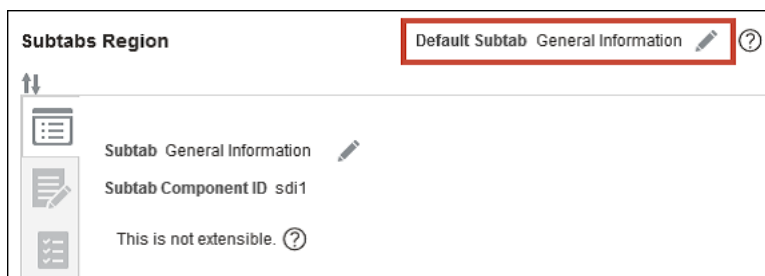 Subtabs Region
Default Subtab General Information
Subtab General Information
Subtab Component ID sdi1
This is not extensible.